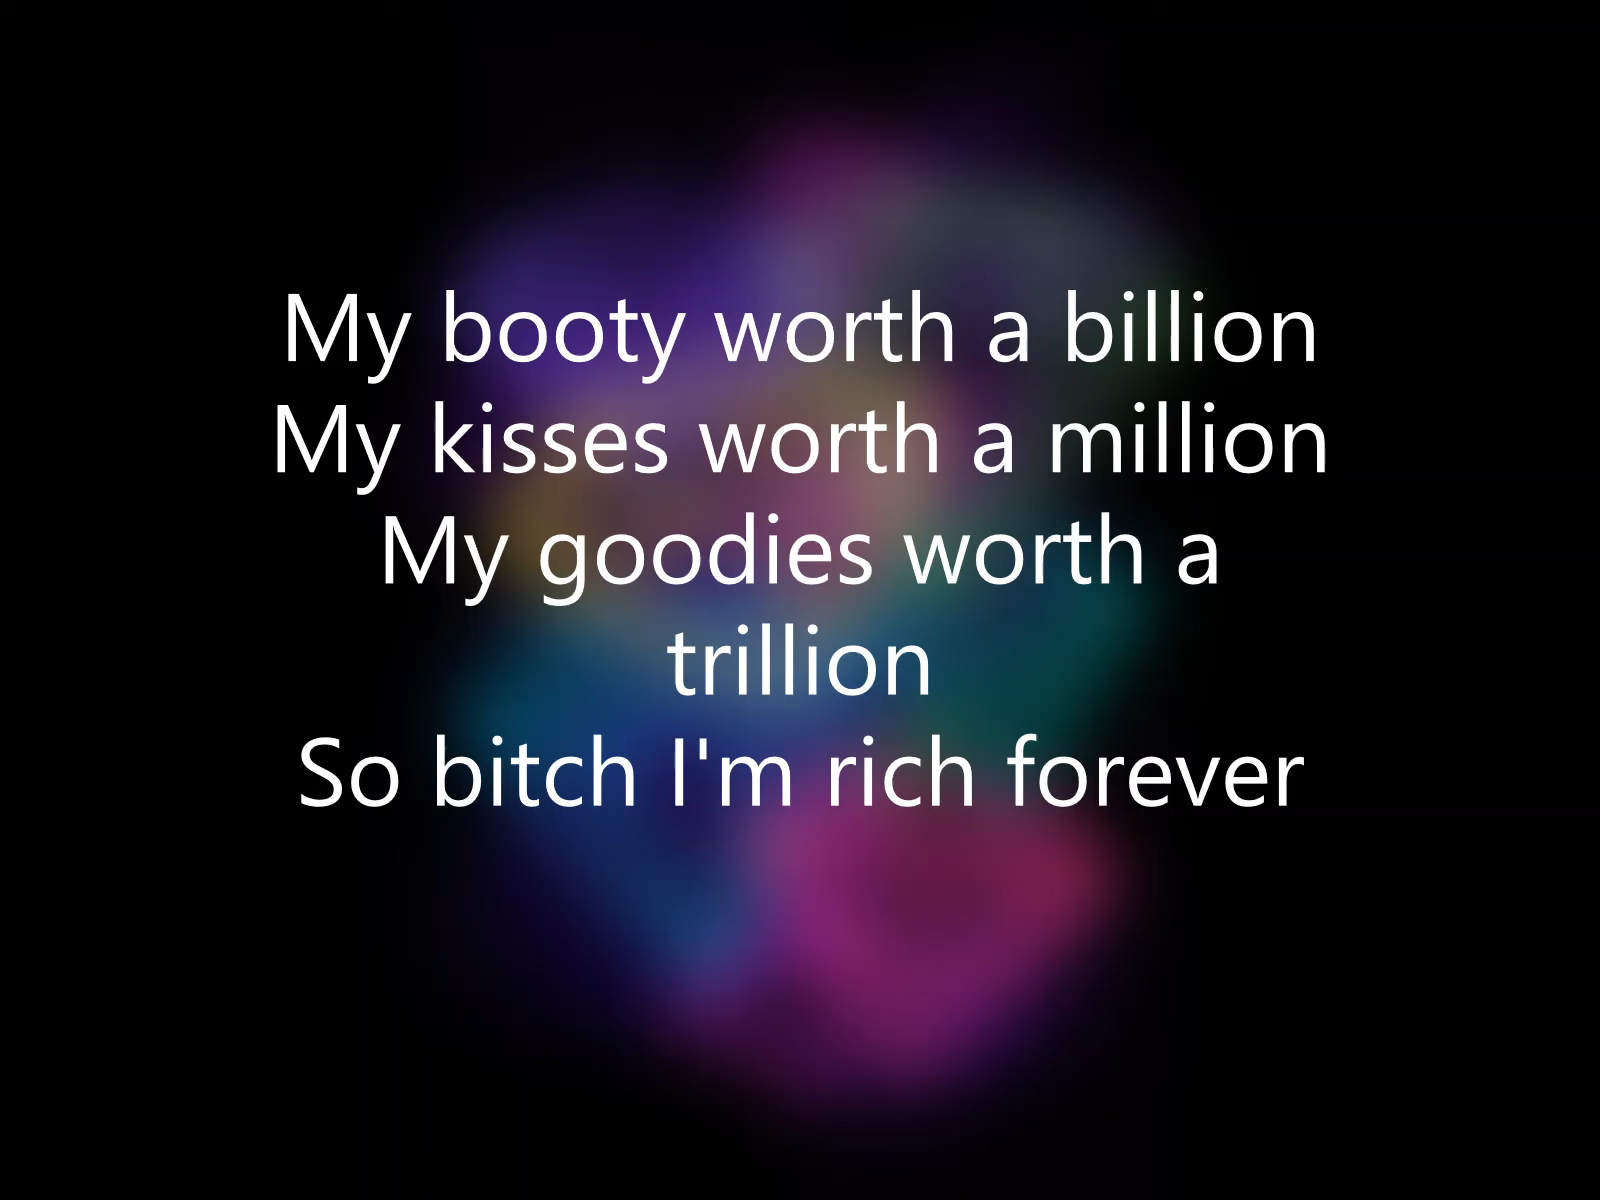 My booty worth a billion
My kisses worth a million
My goodies worth a
trillion
So bitch I'm rich forever